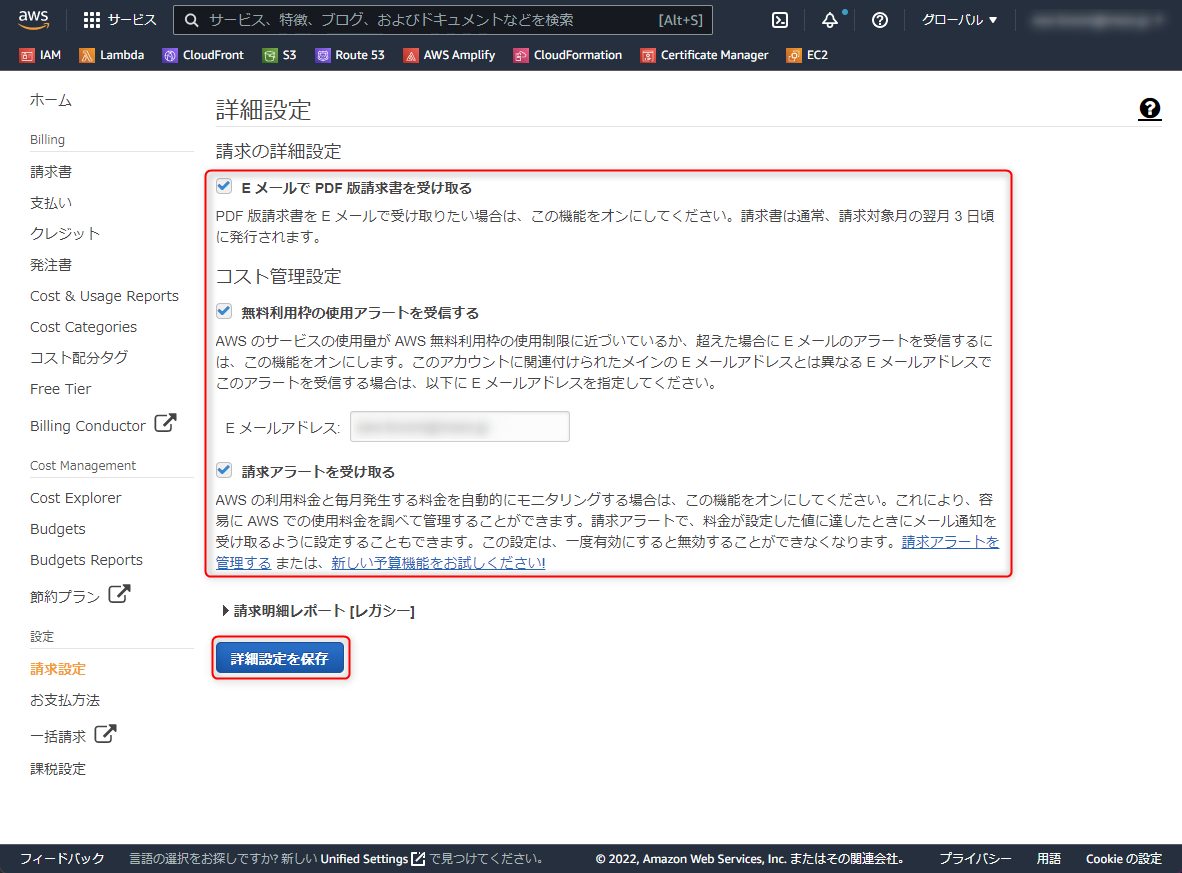 aws
サービス
サービス、特徴、ブログ、およびドキュメントなどを検索
[Alt+S]
グローバル ▼
IAM
Lambda
CloudFront
S3
Route 53
AWS Amplify
CloudFormation
Certificate Manager
EC2
ホーム
Billing
請求書
支払い
クレジット
発注書
Cost & Usage Reports
Cost Categories
コスト配分タグ
Free Tier
Billing Conductor
Cost Management
Cost Explorer
Budgets
Budgets Reports
節約プラン
設定
請求設定
お支払方法
一括請求
課税設定
詳細設定
請求の詳細設定
E メールで PDF 版請求書を受け取る
PDF 版請求書を E メールで受け取りたい場合は、この機能をオンにしてください。請求書は通常、請求対象月の翌月 3 日頃
に発行されます。
コスト管理設定
無料利用枠の使用アラートを受信する
AWS のサービスの使用量が AWS 無料利用枠の使用制限に近づいているか、超えた場合に E メールのアラートを受信するに
は、この機能をオンにします。このアカウントに関連付けられたメインの E メールアドレスとは異なる E メールアドレスで
このアラートを受信する場合は、以下に E メールアドレスを指定してください。
E メールアドレス:
請求アラートを受け取る
AWS の利用料金と毎月発生する料金を自動的にモニタリングする場合は、この機能をオンにしてください。これにより、容
易に AWS での使用料金を調べて管理することができます。請求アラートで、料金が設定した値に達したときにメール通知を
受け取るように設定することもできます。この設定は、一度有効にすると無効することができなくなります。請求アラートを
管理する または、新しい予算機能をお試しください!
請求明細レポート [レガシー]
詳細設定を保存
フィードバック
言語の選択をお探しですか? 新しい Unified Settings で見つけてください。
© 2022, Amazon Web Services, Inc. またはその関連会社。
プライバシー
用語
Cookie の設定